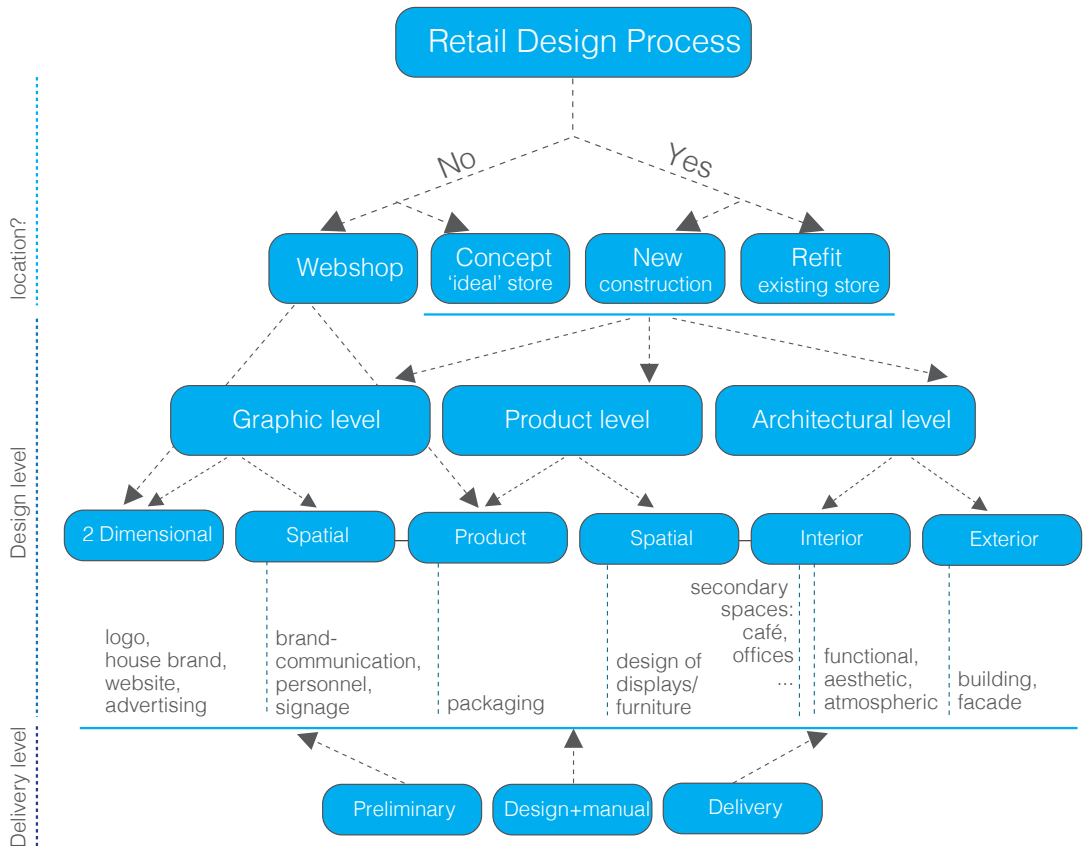 Retail Design Process
No
Yes
location?
Webshop
Concept
'ideal' store
New
construction
Refit
existing store
Design level
Graphic level
Product level
Architectural level
2 Dimensional
Spatial
Product
Spatial
Interior
Exterior
logo,
house brand,
website,
advertising
brand-
communication,
personnel,
signage
packaging
design of
displays/
furniture
secondary
spaces:
café,
offices
...
functional,
aesthetic,
atmospheric
building,
facade
Delivery level
Preliminary
Design+manual
Delivery